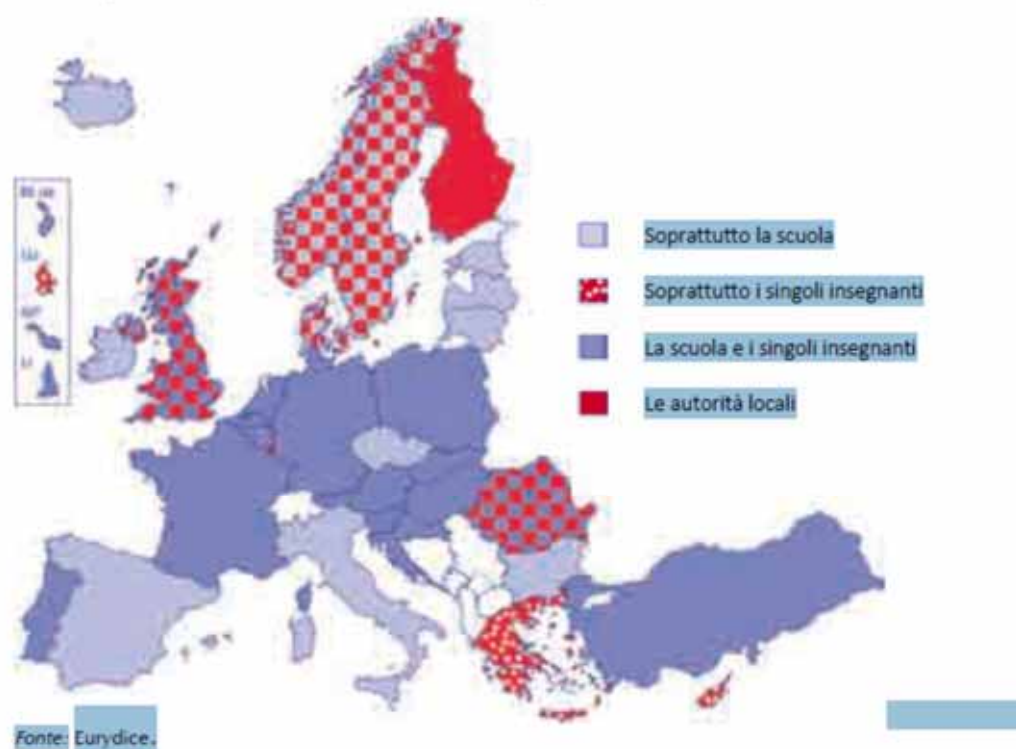 Soprattutto la scuola
Soprattutto i singoli insegnanti
La scuola e i singoli insegnanti
Le autorità locali
Fonte: Eurydice.